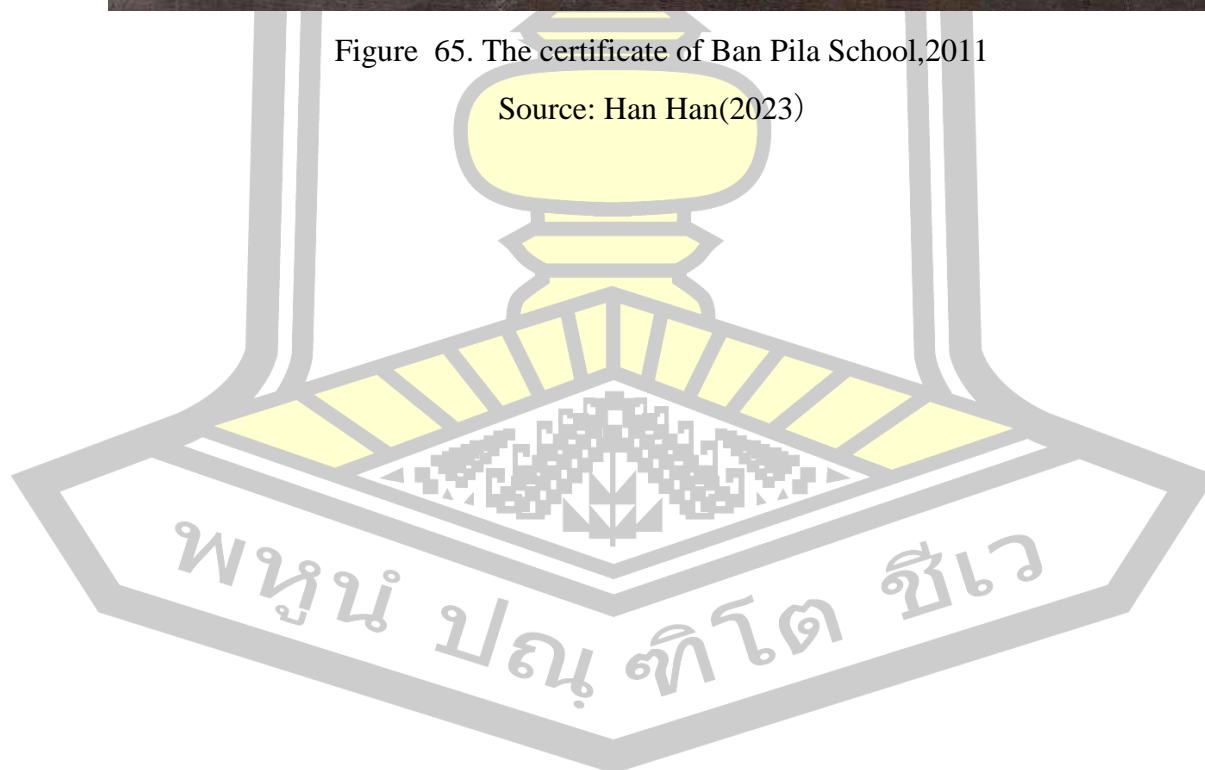 Figure  65. The certificate of Ban Pila School,2011
Source: Han Han(2023）
พหูนํ ปณฺฑิโต ชีเว